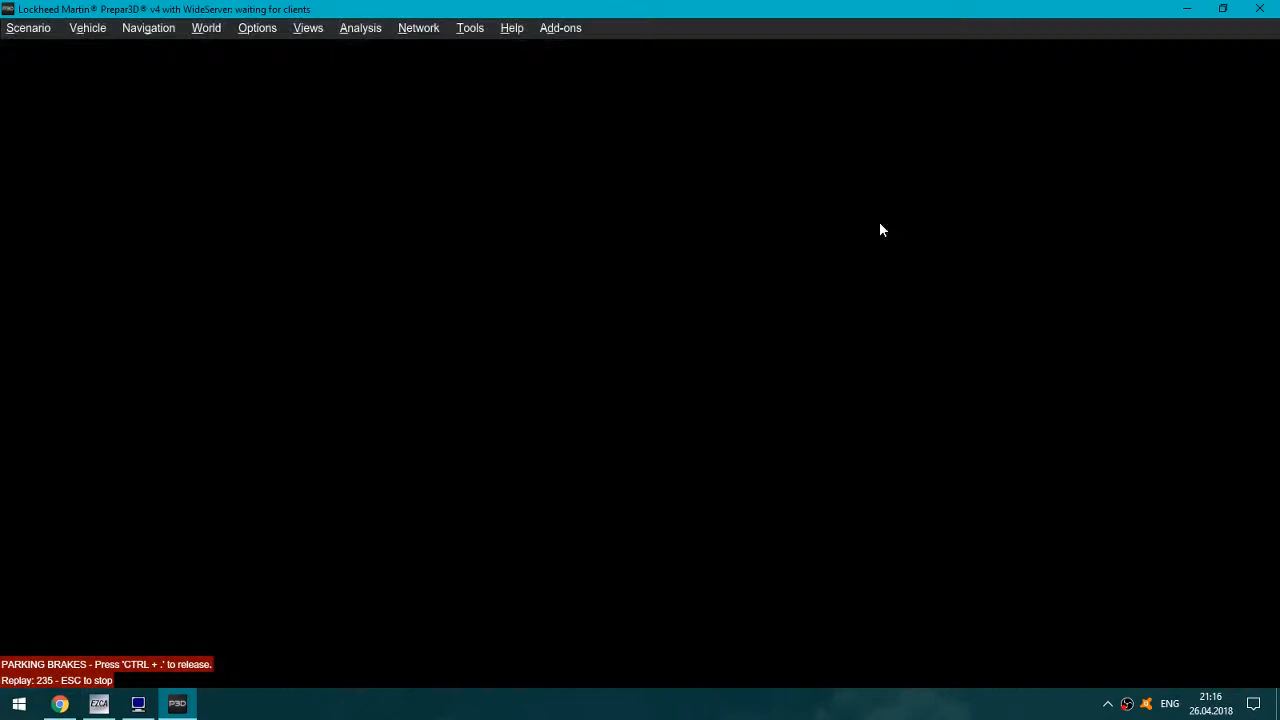 Lockheed Martin® Prepar3D® v4 with WideServer: waiting for clients
Scenario Vehicle Navigation World Options Views Analysis Network Tools Help Add-ons
PARKING BRAKES - Press 'CTRL + .' to release.
Replay: 235 - ESC to stop
EZCA P3D ENG 21:16
26.04.2018